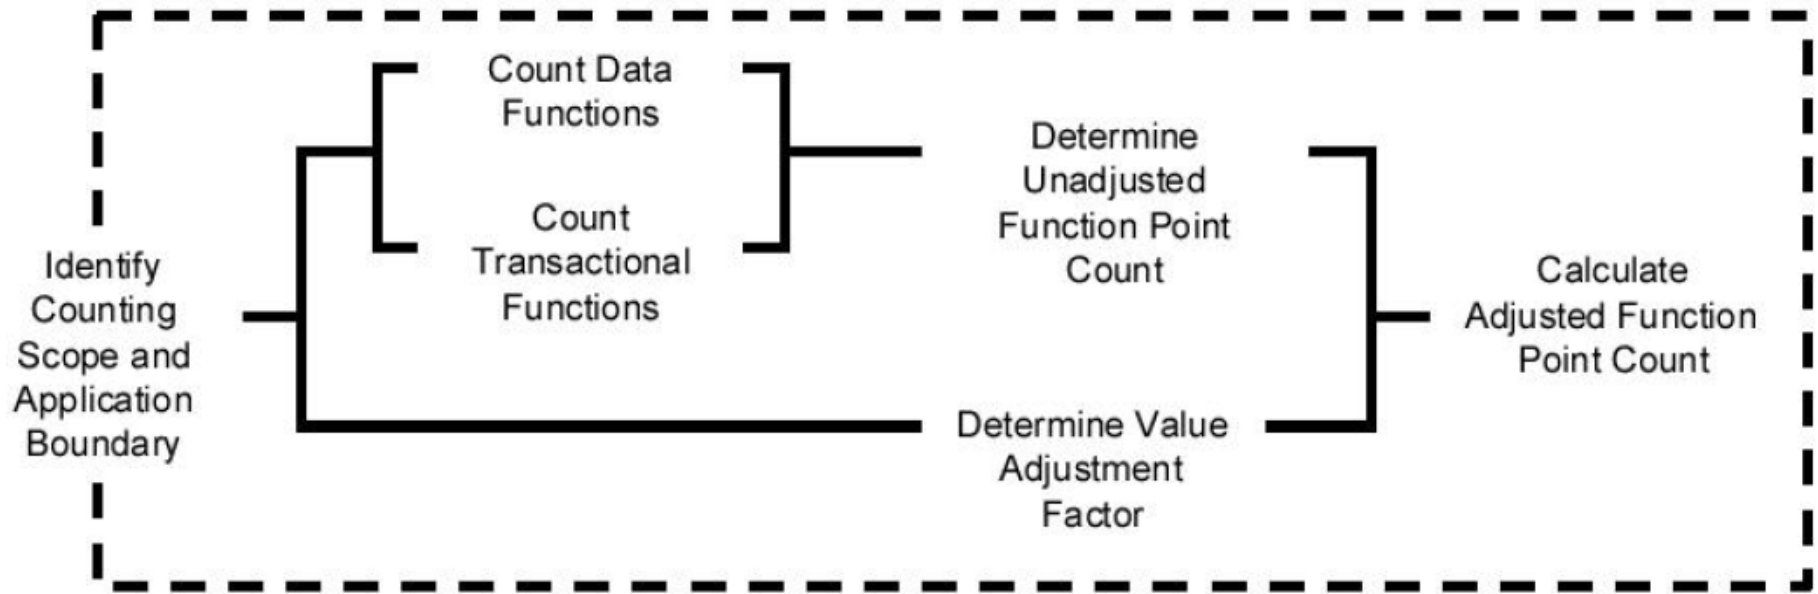 Identify
Counting
Scope and
Application
Boundary
Count Data
Functions
Count
Transactional
Functions
Determine
Unadjusted
Function Point
Count
Determine Value
Adjustment
Factor
Calculate
Adjusted Function
Point Count